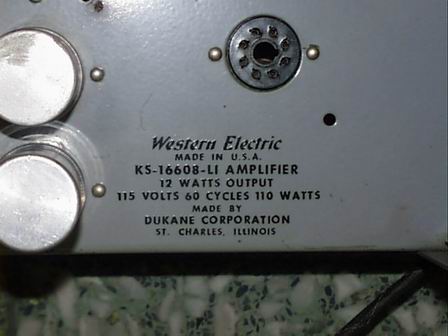 Western Electric
MADE IN U.S.A.
KS-16608-L1 AMPLIFIER
12 WATTS OUTPUT
115 VOLTS 60 CYCLES 110 WATTS
MADE BY
DUKANE CORPORATION
ST. CHARLES, ILLINOIS